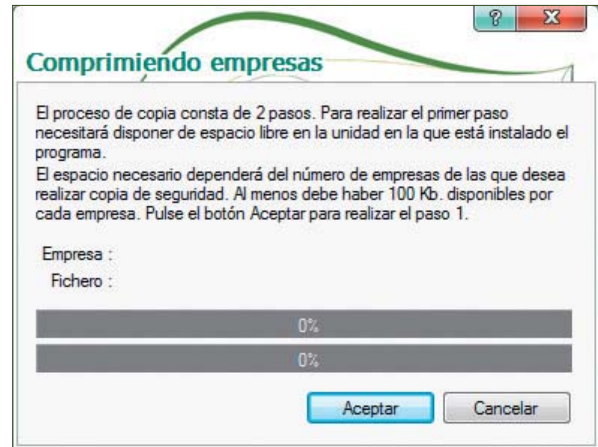 ?
X
Comprimiendo empresas
El proceso de copia consta de 2 pasos. Para realizar el primer paso
necesitará disponer de espacio libre en la unidad en la que está instalado el
programa.
El espacio necesario dependerá del número de empresas de las que desea
realizar copia de seguridad. Al menos debe haber 100 Kb. disponibles por
cada empresa. Pulse el botón Aceptar para realizar el paso 1.
Empresa :
Fichero :
0%
0%
Aceptar
Cancelar